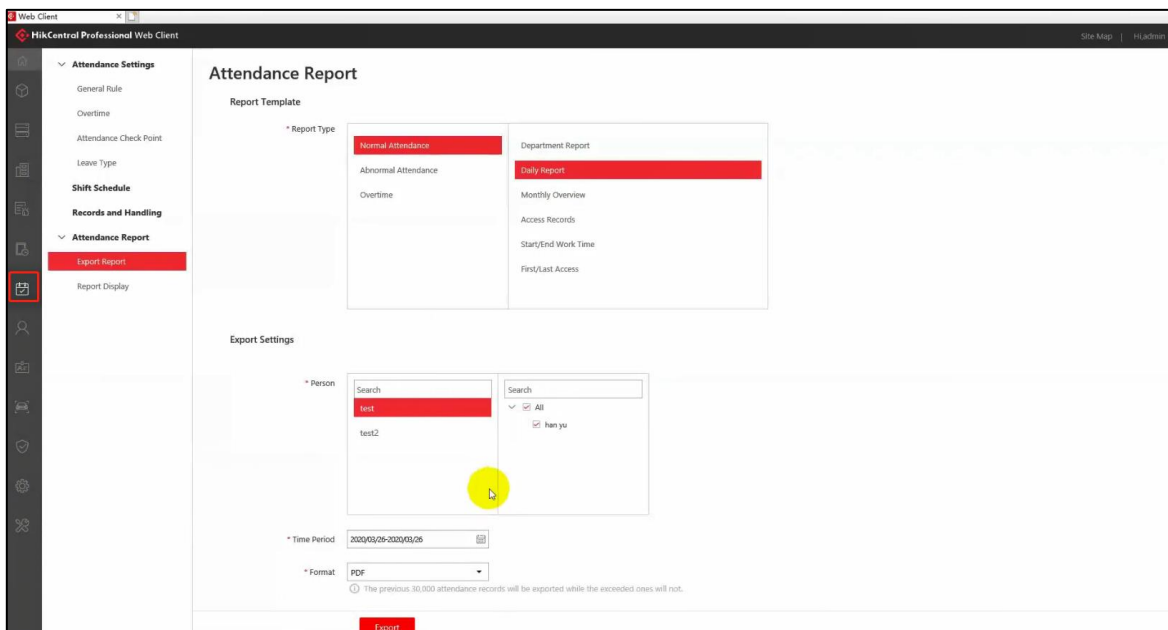 Web Client
HikCentral Professional Web Client
Site Map | HLadmin
Attendance Settings
General Rule
Overtime
Attendance Check Point
Leave Type
Shift Schedule
Records and Handling
Attendance Report
Export Report
Report Display
Attendance Report
Report Template
* Report Type
Normal Attendance
Abnormal Attendance
Overtime
Department Report
Daily Report
Monthly Overview
Access Records
Start/End Work Time
First/Last Access
Export Settings
* Person
Search
test
test2
Search
All
han yu
* Time Period 2020/03/26-2020/03/26
* Format PDF
The previous 30,000 attendance records will be exported while the exceeded ones will not.
Export